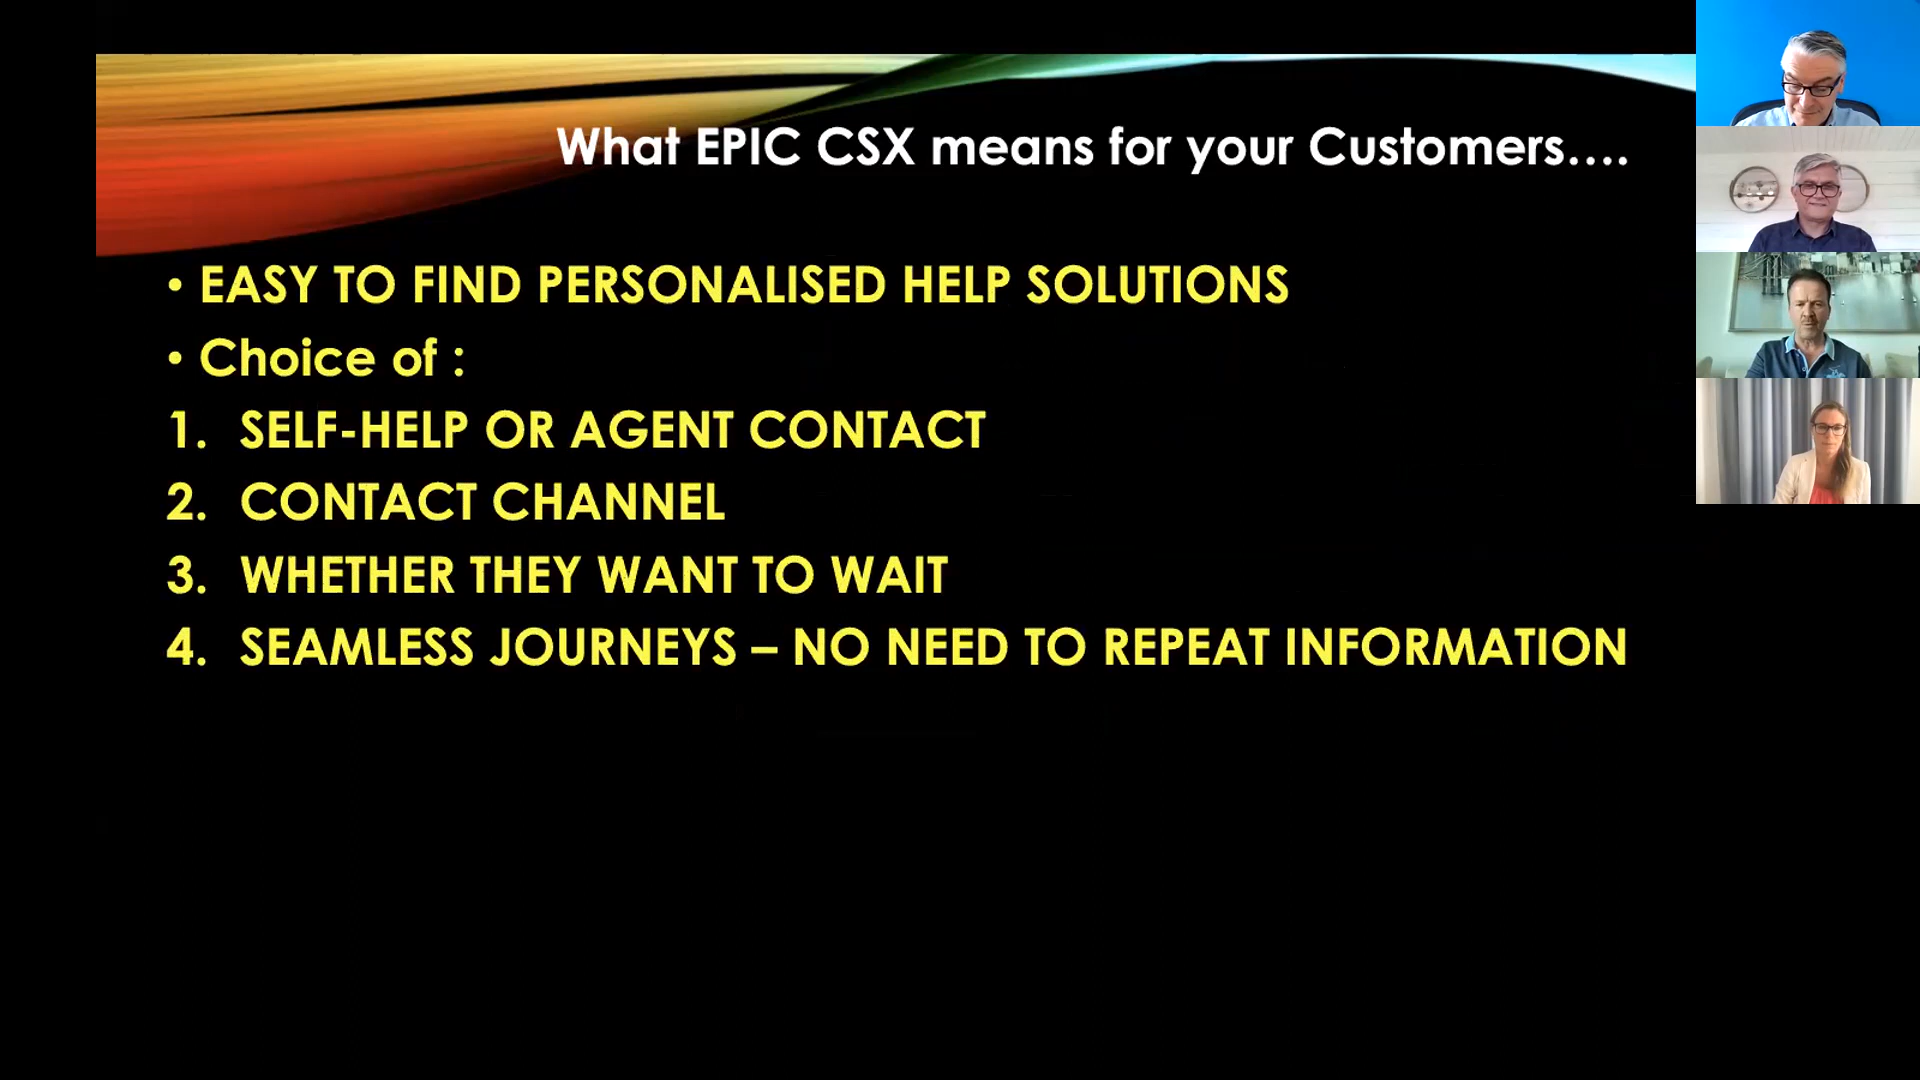 What EPIC CSX means for your Customers....
• EASY TO FIND PERSONALISED HELP SOLUTIONS
• Choice of :
1. SELF-HELP OR AGENT CONTACT
2. CONTACT CHANNEL
3. WHETHER THEY WANT TO WAIT
4. SEAMLESS JOURNEYS – NO NEED TO REPEAT INFORMATION